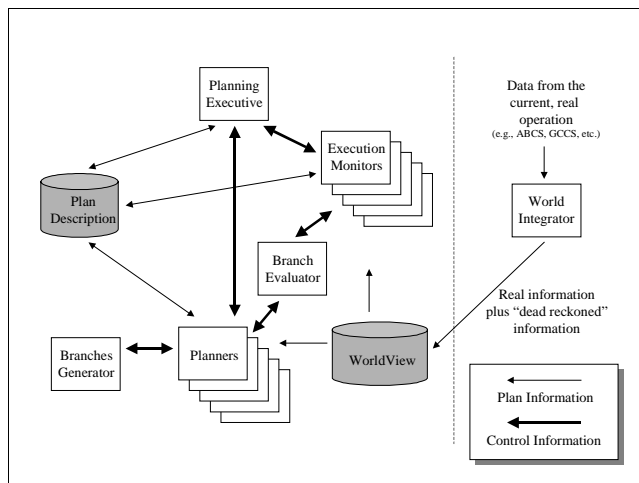 Planning
Executive
Execution
Monitors
Plan
Description
Branch
Evaluator
Branches
Generator
Planners
WorldView
Data from the
current, real
operation
(e.g., ABCS, GCCS, etc.)
World
Integrator
Real information
plus “dead reckoned”
information
Plan Information
Control Information